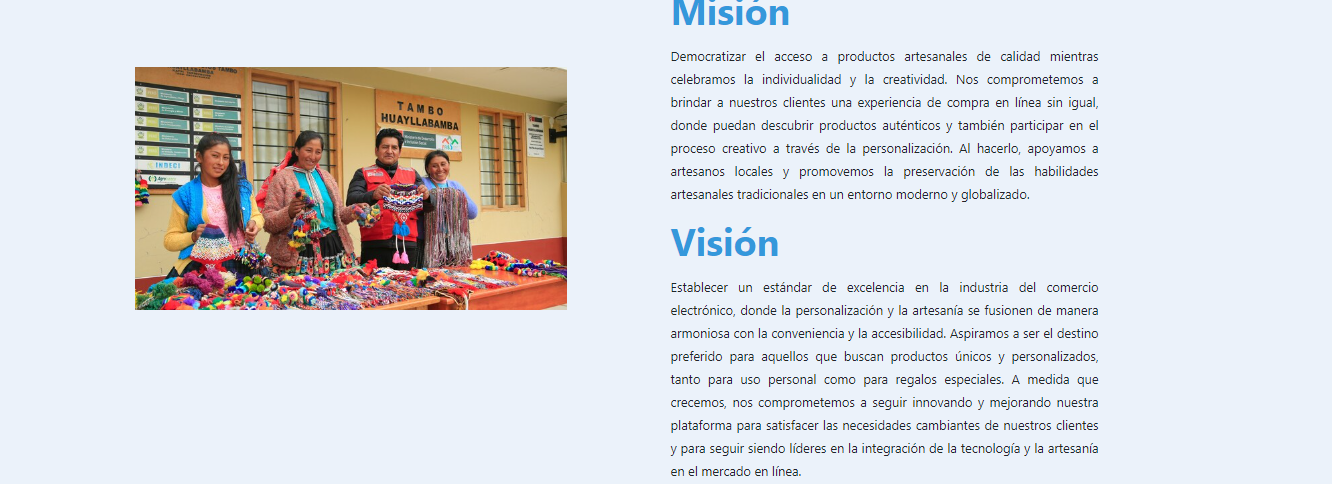 Misión
Democratizar el acceso a productos artesanales de calidad mientras
celebramos la individualidad y la creatividad. Nos comprometemos a
brindar a nuestros clientes una experiencia de compra en línea sin igual,
donde puedan descubrir productos auténticos y también participar en el
proceso creativo a través de la personalización. Al hacerlo, apoyamos a
artesanos locales y promovemos la preservación de las habilidades
artesanales tradicionales en un entorno moderno y globalizado.
Visión
Establecer un estándar de excelencia en la industria del comercio
electrónico, donde la personalización y la artesanía se fusionen de manera
armoniosa con la conveniencia y la accesibilidad. Aspiramos a ser el destino
preferido para aquellos que buscan productos únicos y personalizados,
tanto para uso personal como para regalos especiales. A medida que
crecemos, nos comprometemos a seguir innovando y mejorando nuestra
plataforma para satisfacer las necesidades cambiantes de nuestros clientes
y para seguir siendo líderes en la integración de la tecnología y la artesanía
en el mercado en línea.
TAMBO
HUAYLLABAMBA
INDECI